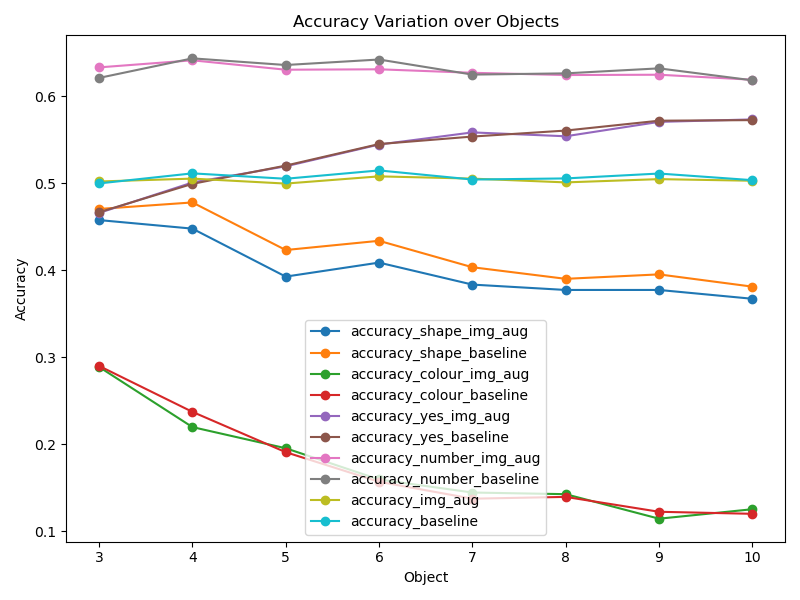 Accuracy Variation over Objects
Accuracy
0.6
0.5
0.4
0.3
0.2
0.1
accuracy_shape_img_aug
accuracy_shape_baseline
accuracy_colour_img_aug
accuracy_colour_baseline
accuracy_yes_img_aug
accuracy_yes_baseline
accuracy_number_img_aug
accuracy_number_baseline
accuracy_img_aug
accuracy_baseline
3 4 5 6 7 8 9 10
Object